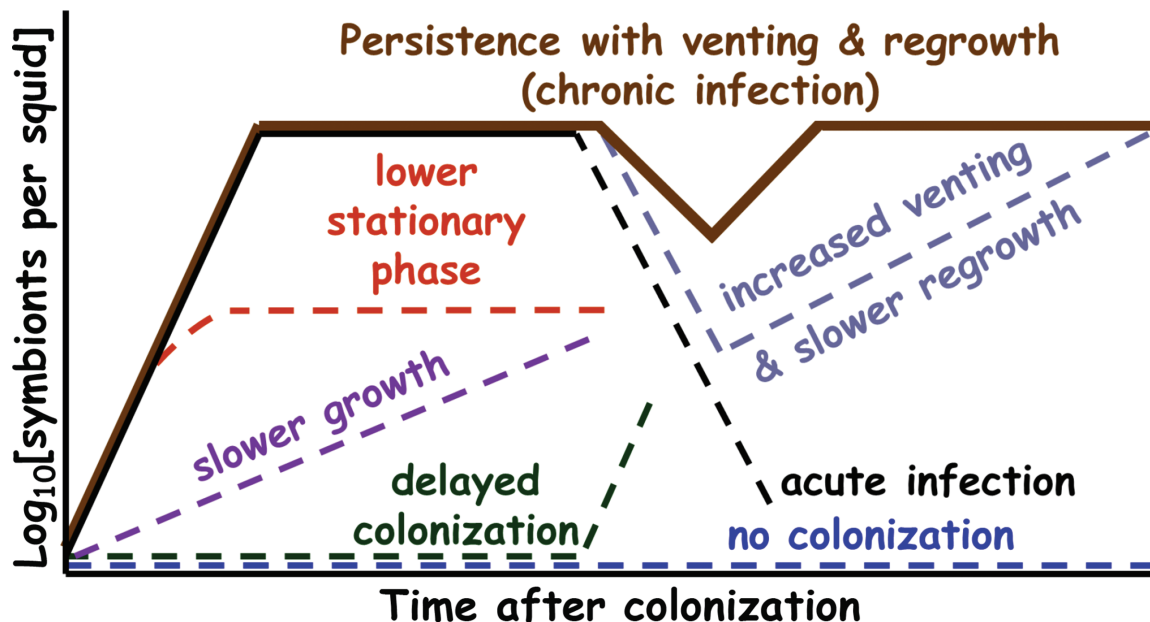 Persistence with venting & regrowth
(chronic infection)
Log10[symbionts per squid]
lower
stationary
phase
increased venting
& slower regrowth
slower growth
delayed
colonization
acute infection
no colonization
Time after colonization